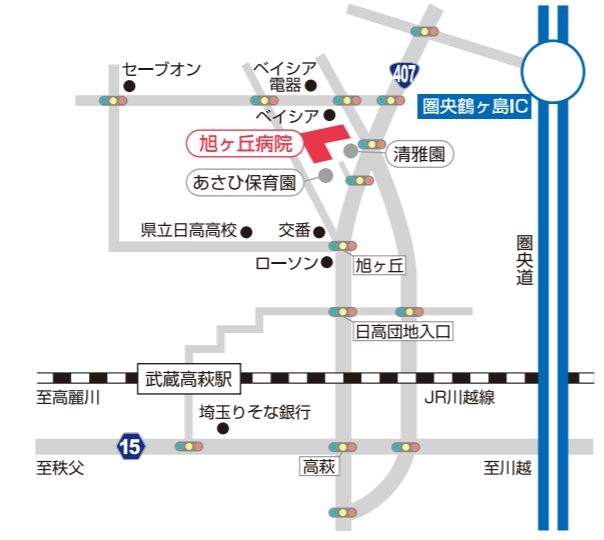 セーブオン
ベイシア
電器
407
圏央鶴ヶ島IC
ベイシア
旭ヶ丘病院
清雅園
あさひ保育園
県立日高高校
交番
圏央道
ローソン
旭ヶ丘
日高団地入口
武蔵高萩駅
至高麗川
JR川越線
埼玉りそな銀行
15
高萩
至秩父
至川越